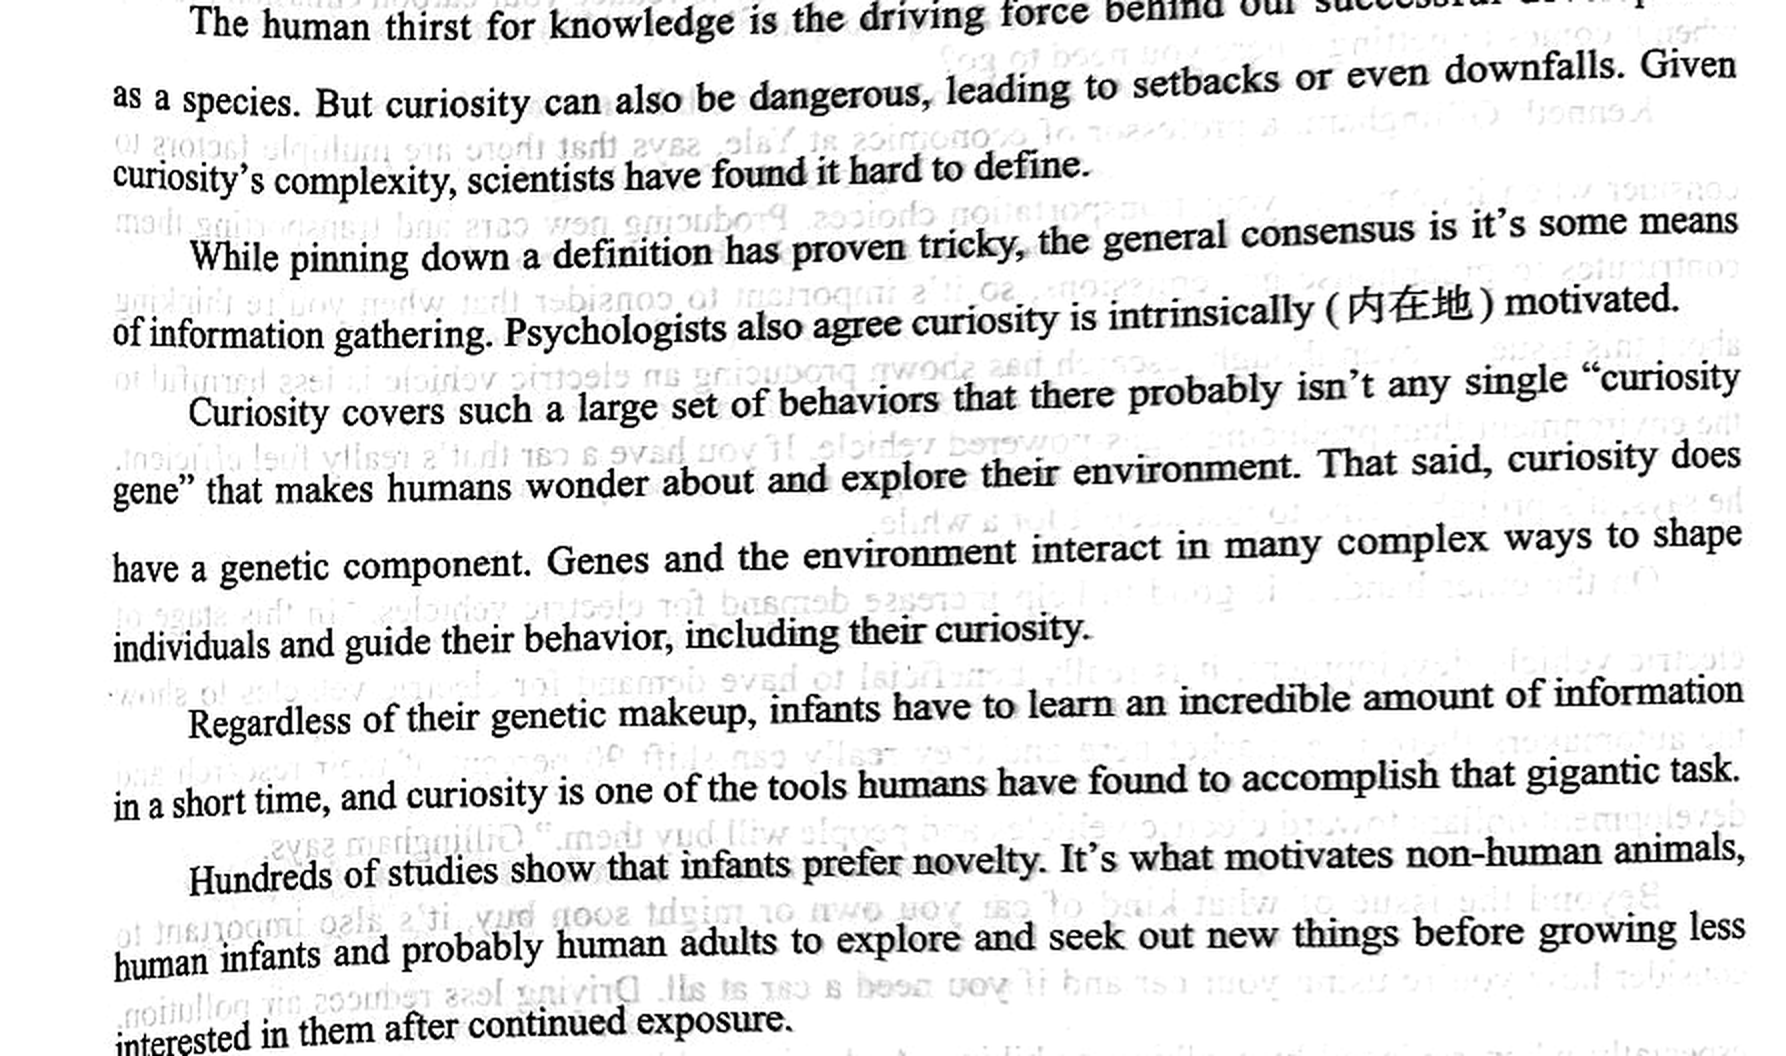 The human thirst for knowledge is the driving force behind our successful
as a species. But curiosity can also be dangerous, leading to setbacks or even downfalls. Given
curiosity’s complexity, scientists have found it hard to define.
While pinning down a definition has proven tricky, the general consensus is it’s some means
of information gathering. Psychologists also agree curiosity is intrinsically (内在地) motivated.
Curiosity covers such a large set of behaviors that there probably isn’t any single “curiosity
gene” that makes humans wonder about and explore their environment. That said, curiosity does
have a genetic component. Genes and the environment interact in many complex ways to shape
individuals and guide their behavior, including their curiosity.
Regardless of their genetic makeup, infants have to learn an incredible amount of information
in a short time, and curiosity is one of the tools humans have found to accomplish that gigantic task.
Hundreds of studies show that infants prefer novelty. It’s what motivates non-human animals,
human infants and probably human adults to explore and seek out new things before growing less
interested in them after continued exposure.